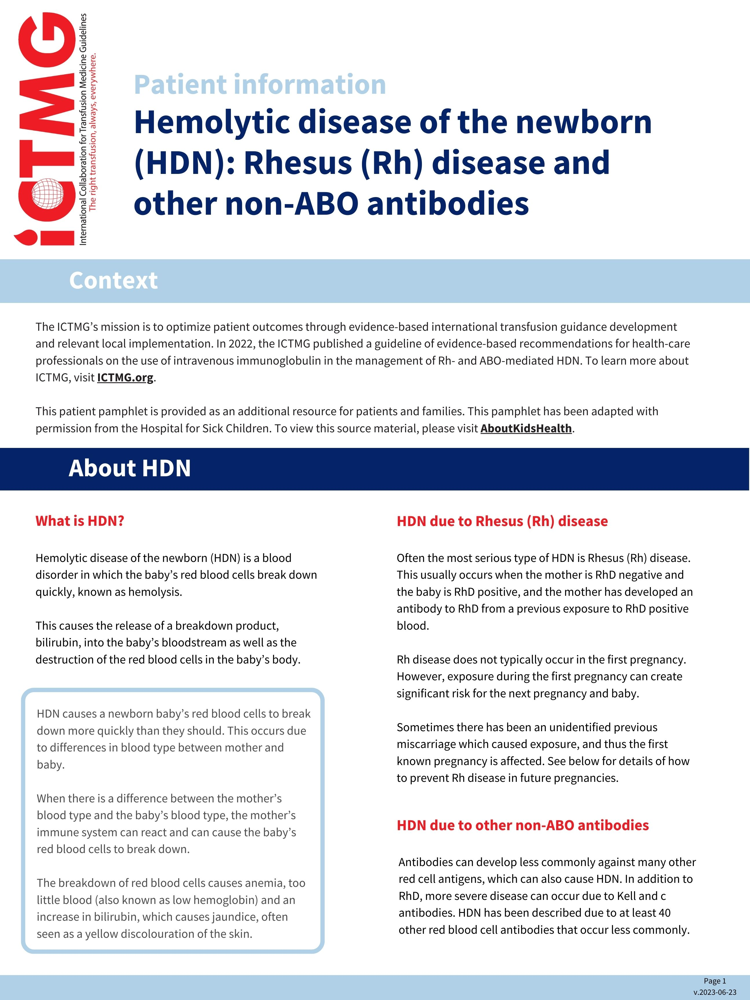 iCTMG
International Collaboration for Transfusion Medicine Guidelines
The right transfusion, always, everywhere.
Patient information
Hemolytic disease of the newborn
(HDN): Rhesus (Rh) disease and
other non-ABO antibodies
Context
The ICTMG’s mission is to optimize patient outcomes through evidence-based international transfusion guidance development
and relevant local implementation. In 2022, the ICTMG published a guideline of evidence-based recommendations for health-care
professionals on the use of intravenous immunoglobulin in the management of Rh- and ABO-mediated HDN. To learn more about
ICTMG, visit ICTMG.org.
This patient pamphlet is provided as an additional resource for patients and families. This pamphlet has been adapted with
permission from the Hospital for Sick Children. To view this source material, please visit AboutKidsHealth.
About HDN
What is HDN?
Hemolytic disease of the newborn (HDN) is a blood
disorder in which the baby’s red blood cells break down
quickly, known as hemolysis.
This causes the release of a breakdown product,
bilirubin, into the baby’s bloodstream as well as the
destruction of the red blood cells in the baby’s body.
HDN causes a newborn baby’s red blood cells to break
down more quickly than they should. This occurs due
to differences in blood type between mother and
baby.
When there is a difference between the mother’s
blood type and the baby’s blood type, the mother’s
immune system can react and can cause the baby’s
red blood cells to break down.
The breakdown of red blood cells causes anemia, too
little blood (also known as low hemoglobin) and an
increase in bilirubin, which causes jaundice, often
seen as a yellow discolouration of the skin.
HDN due to Rhesus (Rh) disease
Often the most serious type of HDN is Rhesus (Rh) disease.
This usually occurs when the mother is RhD negative and
the baby is RhD positive, and the mother has developed an
antibody to RhD from a previous exposure to RhD positive
blood.
Rh disease does not typically occur in the first pregnancy.
However, exposure during the first pregnancy can create
significant risk for the next pregnancy and baby.
Sometimes there has been an unidentified previous
miscarriage which caused exposure, and thus the first
known pregnancy is affected. See below for details of how
to prevent Rh disease in future pregnancies.
HDN due to other non-ABO antibodies
Antibodies can develop less commonly against many other
red cell antigens, which can also cause HDN. In addition to
RhD, more severe disease can occur due to Kell and c
antibodies. HDN has been described due to at least 40
other red blood cell antibodies that occur less commonly.
Page 1
v.2023-06-23